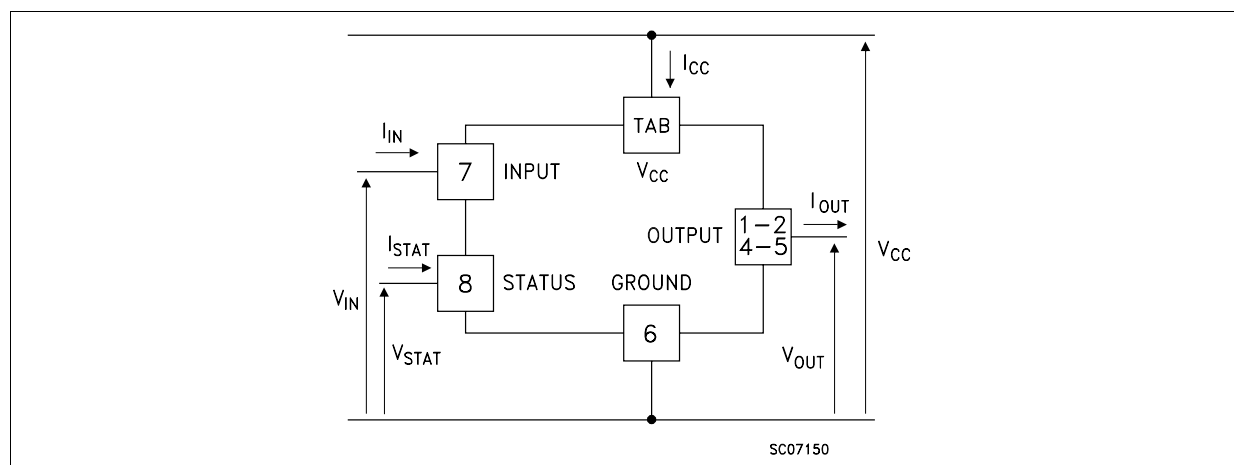 I_CC
TAB
V_CC
I_IN
7 INPUT
I_OUT
1-2
4-5
OUTPUT
V_CC
I_STAT
8 STATUS
GROUND
6
V_IN
V_STAT
V_OUT
SC07150